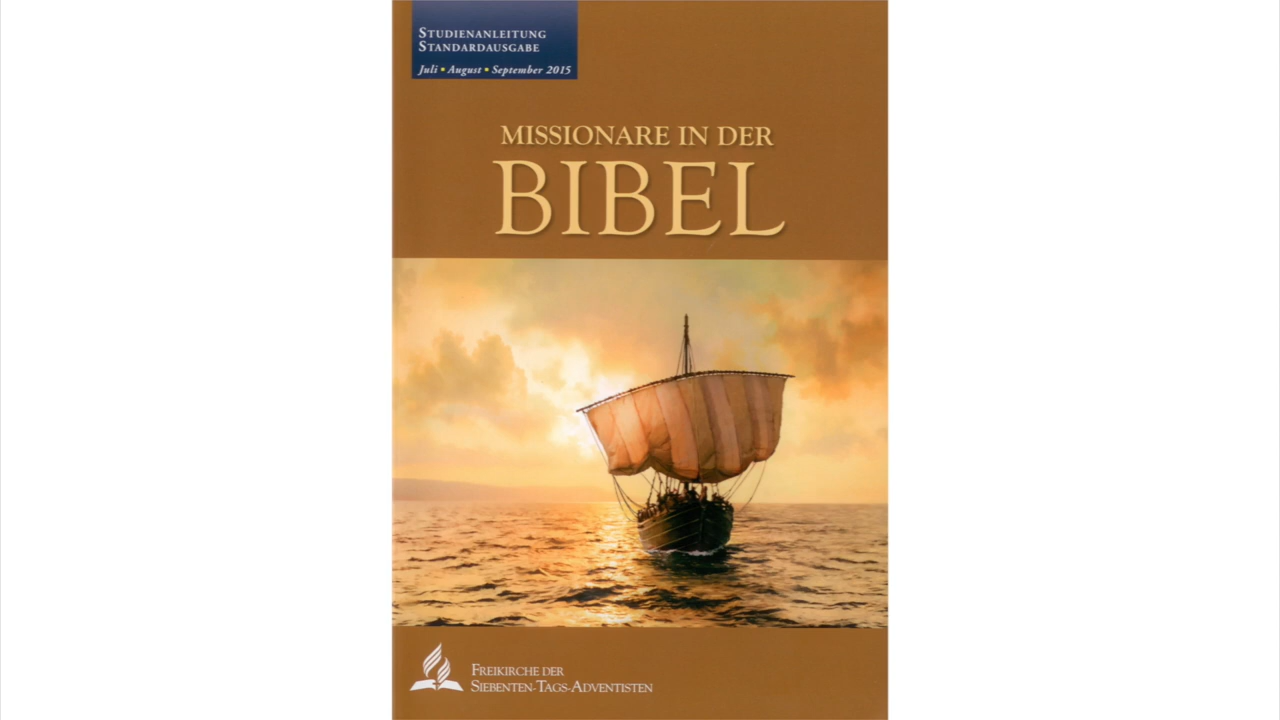 STUDIENANLEITUNG
STANDARDAUSGABE
Juli • August • September 2015
MISSIONARE IN DER
BIBEL
FREIKIRCHE DER
SIEBENTEN-TAGS-ADVENTISTEN